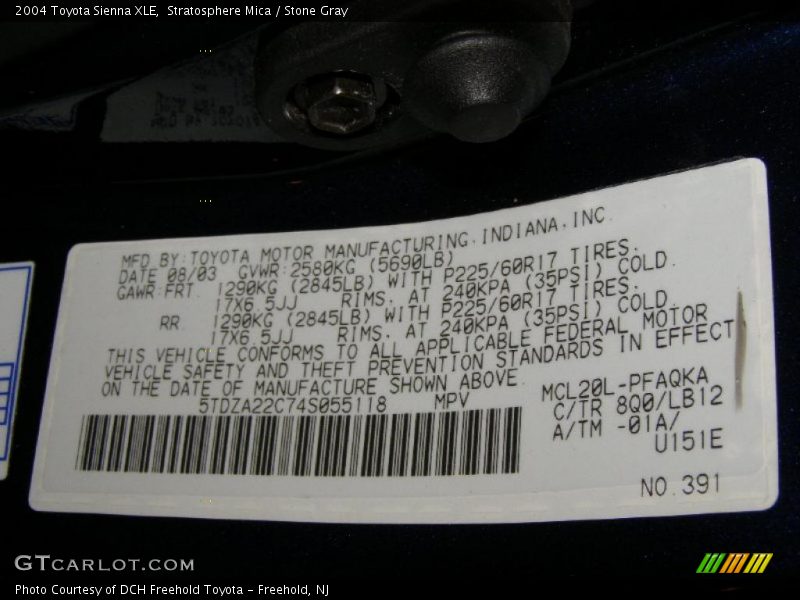 2004 Toyota Sienna XLE,  Stratosphere Mica / Stone Gray
MFD.BY:TOYOTA MOTOR MANUFACTURING,INDIANA,INC.
DATE 08/03  GVWR:2580KG (5690LB)
GAWR:FRT. 1290KG (2845LB) WITH P225/60R17 TIRES.
17X6.5JJ RIMS. AT 240KPA (35PSI) COLD.
RR. 1290KG (2845LB) WITH P225/60R17 TIRES.
17X6.5JJ RIMS. AT 240KPA (35PSI) COLD.
THIS VEHICLE CONFORMS TO ALL APPLICABLE FEDERAL MOTOR
VEHICLE SAFETY AND THEFT PREVENTION STANDARDS IN EFFECT
ON THE DATE OF MANUFACTURE SHOWN ABOVE.
5TDZA22C74S055118 MPV
MCL20L-PFAQKA
C/TR 8Q0/LB12
A/TM -01A/
U151E
NO.391
GTCARLOT.COM
Photo Courtesy of DCH Freehold Toyota - Freehold, NJ